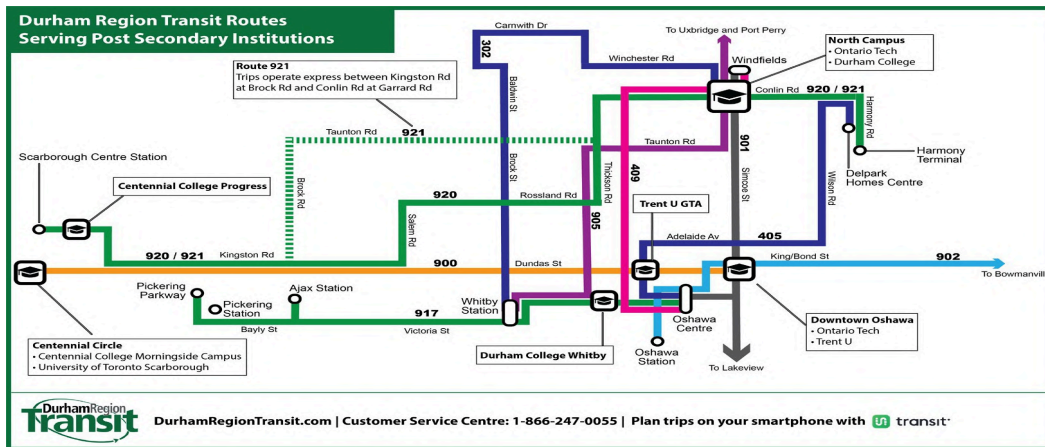 Durham Region Transit Routes
Serving Post Secondary Institutions
Route 921
Trips operate express between Kingston Rd
at Brock Rd and Conlin Rd at Garrard Rd
Carnwith Dr
302
Winchester Rd
To Uxbridge and Port Perry
Windfields
North Campus
• Ontario Tech
• Durham College
Conlin Rd 920 / 921
Harmony Rd
Harmony
Terminal
Delpark
Homes Centre
Baldwin St
Taunton Rd 921
Brock Rd
Brock St
Taunton Rd
901
Simcoe St
Wilson Rd
409
Thickson Rd
905
Scarborough Centre Station
Centennial College Progress
920
Rossland Rd
Salem Rd
Trent U GTA
Adelaide Av 405
920 / 921 Kingston Rd
900 Dundas St
King/Bond St 902
To Bowmanville
Pickering
Parkway
Pickering
Station
Ajax Station
Bayly St
917
Victoria St
Whitby
Station
Durham College Whitby
Oshawa
Centre
Oshawa
Station
To Lakeview
Downtown Oshawa
• Ontario Tech
• Trent U
Centennial Circle
• Centennial College Morningside Campus
• University of Toronto Scarborough
DurhamRegion
Transit
DurhamRegionTransit.com | Customer Service Centre: 1-866-247-0055 | Plan trips on your smartphone with transit